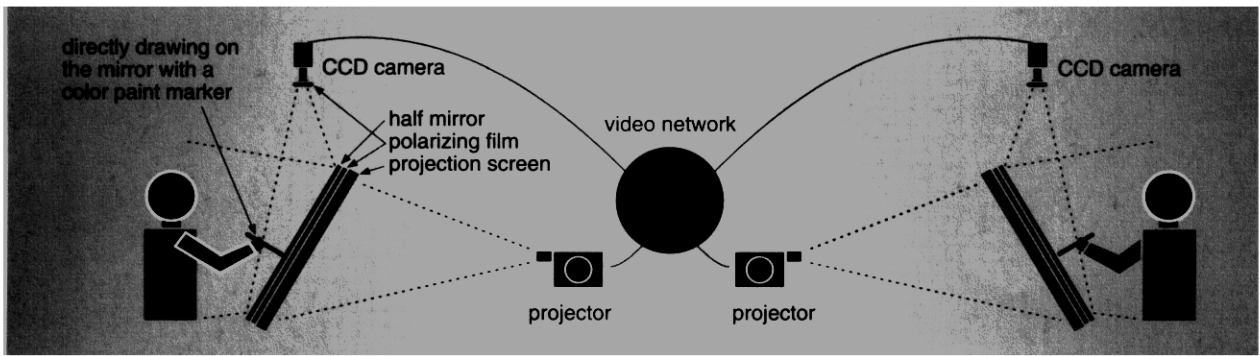 directly drawing on
the mirror with a
color paint marker
CCD camera
half mirror
polarizing film
projection screen
video network
projector
projector
CCD camera